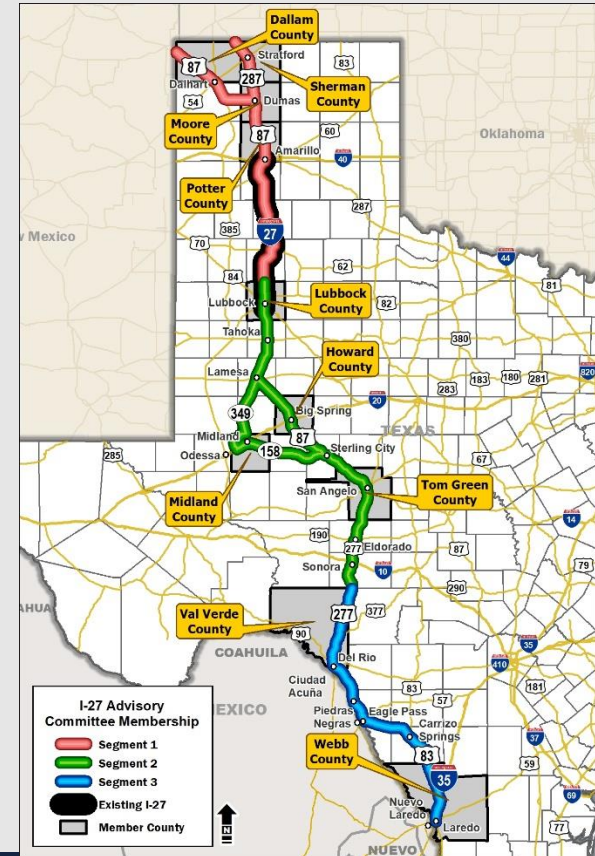 Dallam
County
87
Stratford
83
287
Dalhart
Sherman
County
54
Dumas
Moore
County
60
87
Oklahoma
Amarillo
40
Potter
County
287
27
385
w Mexico
70
44
62
84
81
Lubbock
County
Lubbock
82
Tahoka
380
Howard
County
Lamesa
820
183
180
281
283
20
349
Big Spring
TEXAS
87
Midland
Sterling City
158
Odessa
285
67
Tom Green
County
San Angelo
Midland
County
14
190
277
Eldorado
87
79
Sonora
10
290
AHUA
277
377
Val Verde
County
35
90
COAHUILA
410
Del Rio
181
Ciudad
Acuña
83
57
I-27 Advisory
Committee Membership
MEXICO
Piedras
Negras
Eagle Pass
37
Carrizo
Springs
Segment 1
Webb
County
83
59
Segment 2
Segment 3
35
69
Existing I-27
Nuevo
Laredo
Member County
N
Laredo
77
NUEVO